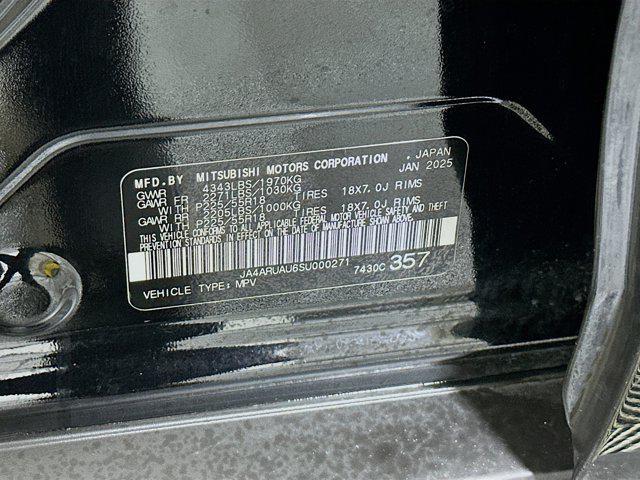 MFD.BY MITSUBISHI MOTORS CORPORATION . JAPAN
GVWR 4343LBS/1970KG JAN 2025
GAWR FR 2271LBS/1030KG
WITH P225/55R18 TIRES 18X7.0J RIMS
GAWR RR 2205LBS/1000KG
WITH P225/55R18 TIRES 18X7.0J RIMS
THIS VEHICLE CONFORMS TO ALL APPLICABLE FEDERAL MOTOR VEHICLE SAFETY AND THEFT
PREVENTION STANDARDS IN EFFECT ON THE DATE OF MANUFACTURE SHOWN ABOVE.
JA4ARUAU6SU000271 7430C 357
VEHICLE TYPE: MPV